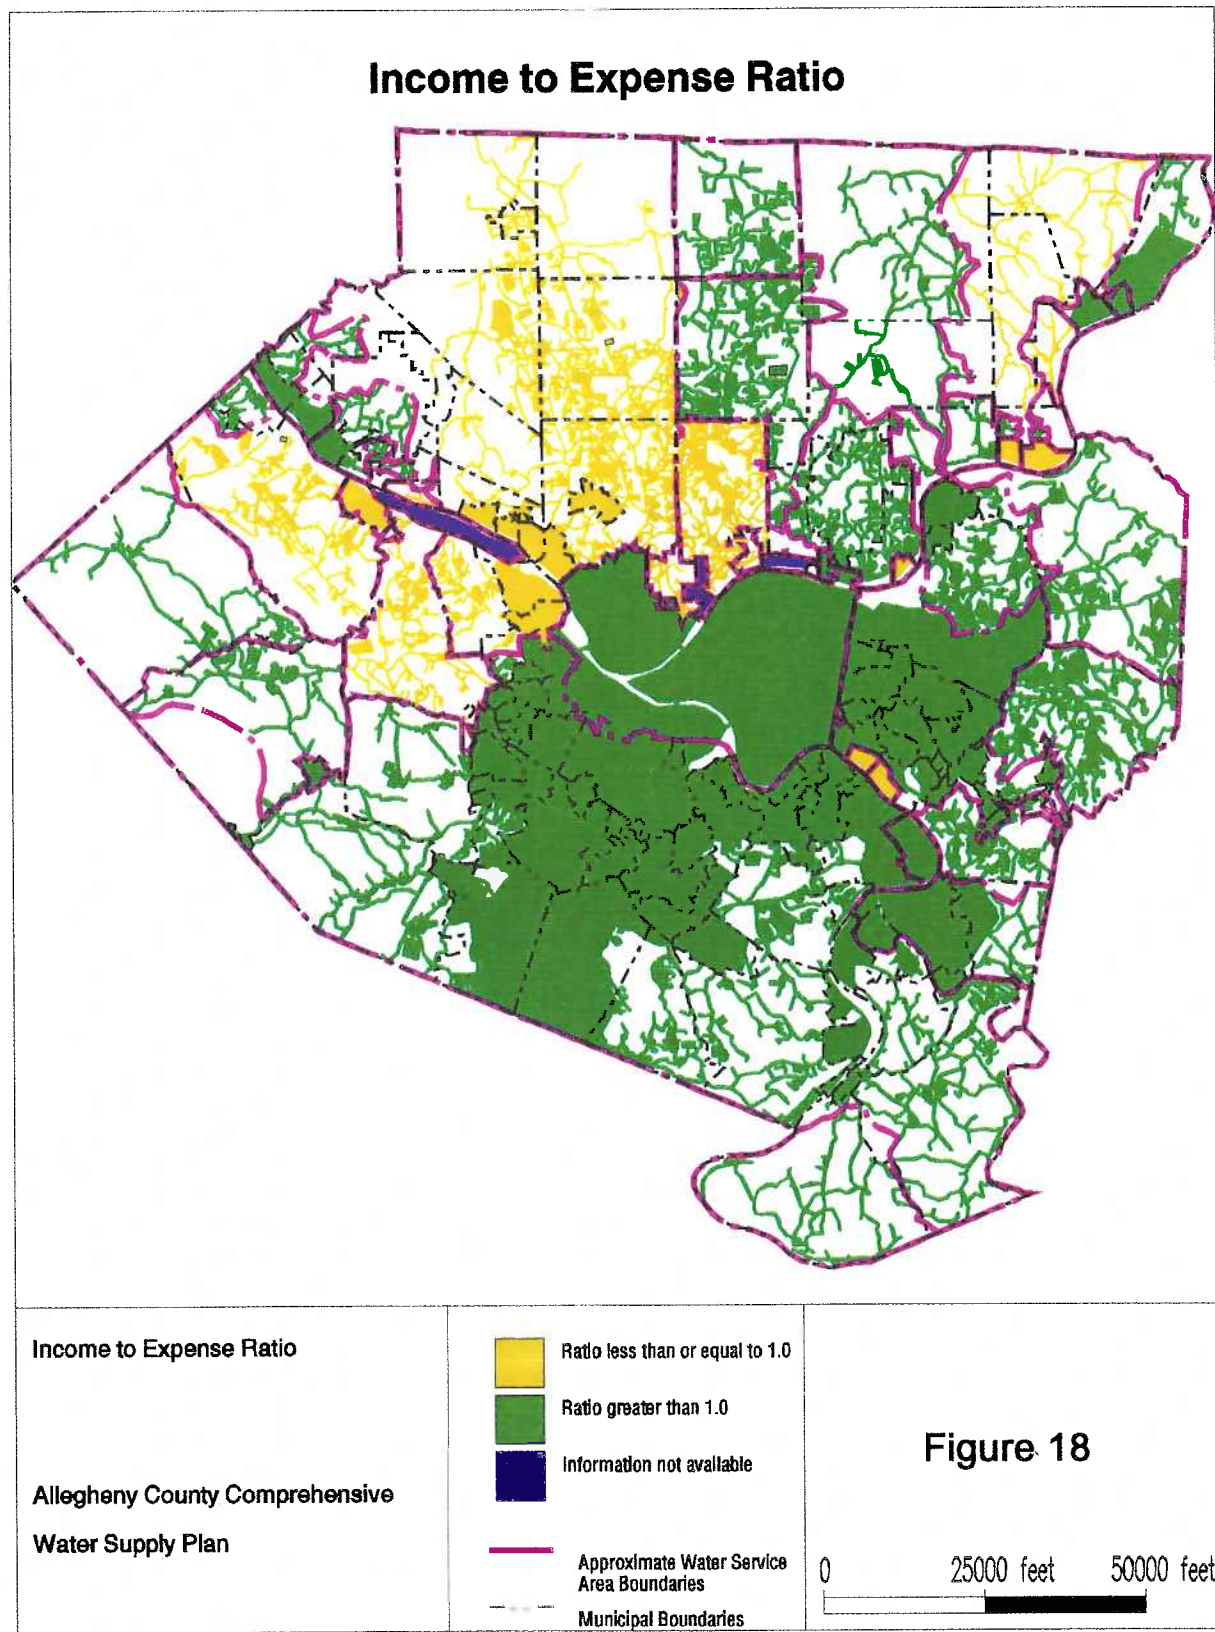 Income to Expense Ratio
Income to Expense Ratio
Allegheny County Comprehensive
Water Supply Plan
Ratio less than or equal to 1.0
Ratio greater than 1.0
Information not available
Approximate Water Service
Area Boundaries
Municipal Boundaries
Figure 18
0 25000 feet 50000 feet